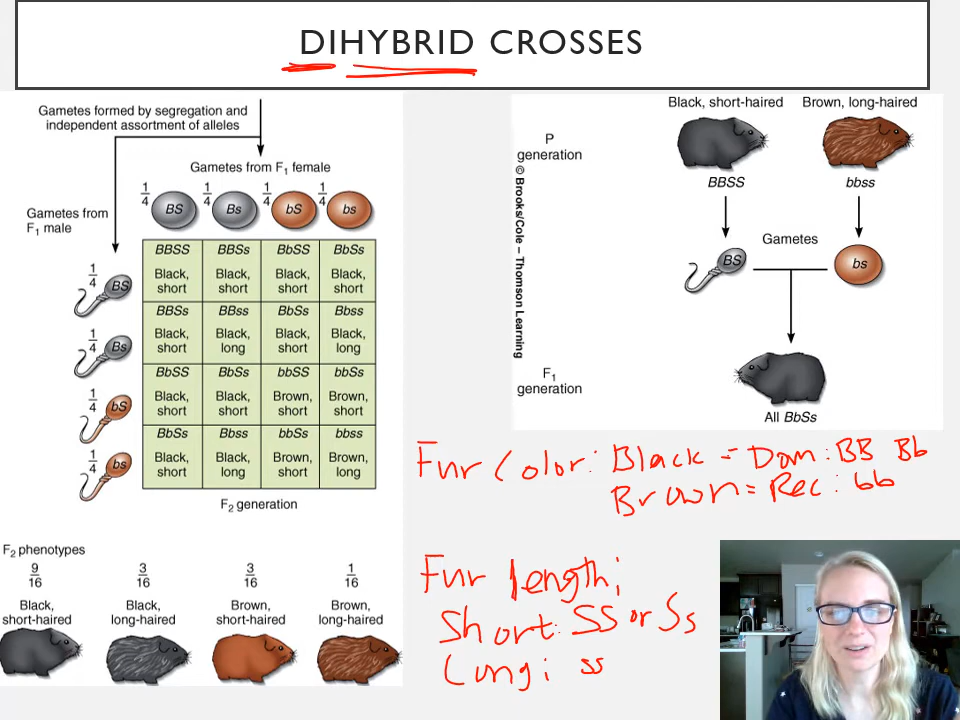 DIHYBRID CROSSES
Gametes formed by segregation and
independent assortment of alleles
Gametes from F1 female
1/4 1/4 1/4 1/4
BS Bs bS bs
Gametes from
F1 male
1/4 BS
BBSS BBSs BbSS BbSs
Black, Black, Black, Black,
short short short short
1/4 Bs
BBSs BBss BbSs Bbss
Black, Black, Black, Black,
short long short long
1/4 bS
BbSS BbSs bbSS bbSs
Black, Black, Brown, Brown,
short short short short
1/4 bs
BbSs Bbss bbSs bbss
Black, Black, Brown, Brown,
short long short long
F2 generation
F2 phenotypes
9/16 3/16 3/16 1/16
Black, Black, Brown, Brown,
short-haired long-haired short-haired long-haired
Black, short-haired Brown, long-haired
P
generation
BBSS bbss
Gametes
BS bs
© Brooks/Cole – Thomson Learning
F1
generation
All BbSs
Fur Color: Black = Dom: BB Bb
Brown = Rec: bb
Fur length;
Short: SS or Ss
Long: ss